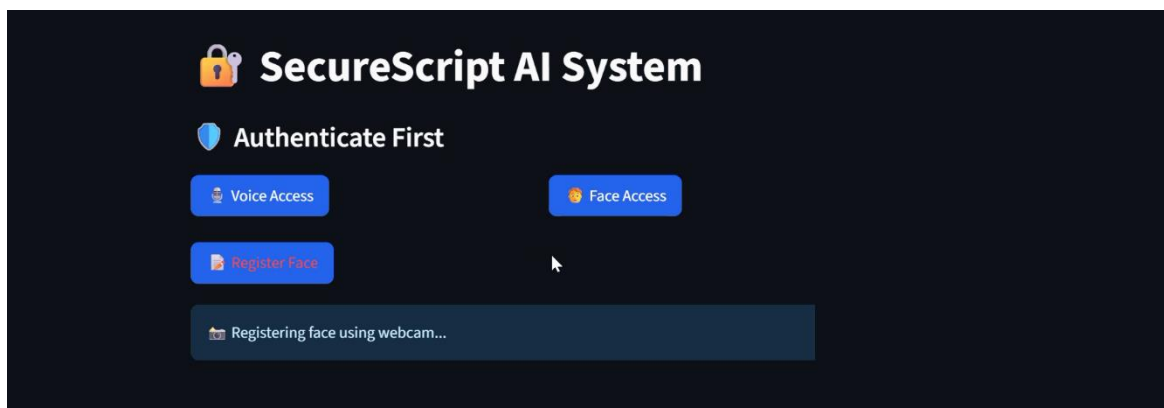 SecureScript AI System
Authenticate First
Voice Access
Face Access
Register Face
Registering face using webcam...